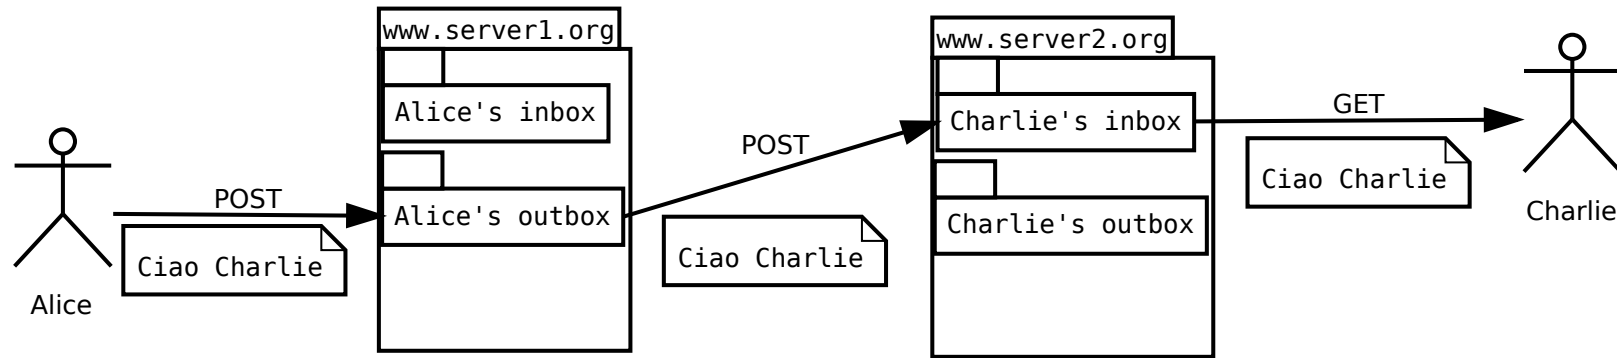 www.server1.org
Alice's inbox
Alice's outbox
POST
Ciao Charlie
Alice
POST
Ciao Charlie
www.server2.org
Charlie's inbox
Charlie's outbox
GET
Ciao Charlie
Charlie